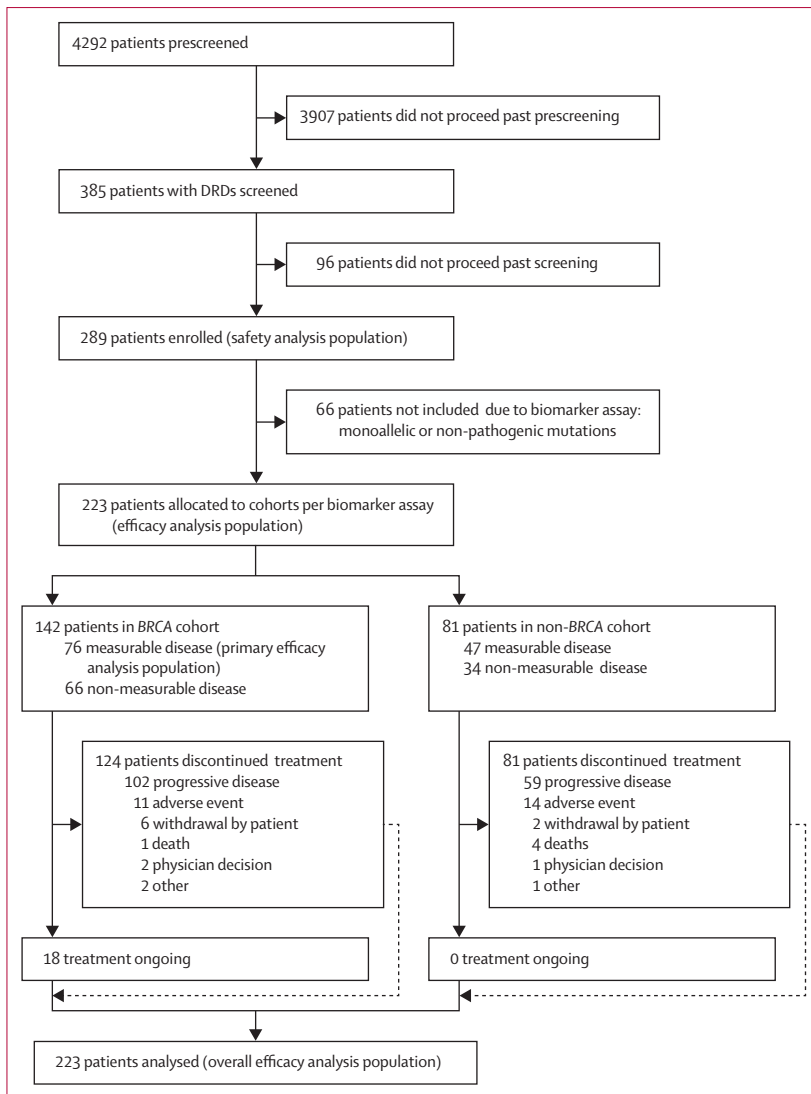 4292 patients prescreened
3907 patients did not proceed past prescreening
385 patients with DRDs screened
96 patients did not proceed past screening
289 patients enrolled (safety analysis population)
66 patients not included due to biomarker assay:
monoallelic or non-pathogenic mutations
223 patients allocated to cohorts per biomarker assay
(efficacy analysis population)
142 patients in BRCA cohort
76 measurable disease (primary efficacy
analysis population)
66 non-measurable disease
81 patients in non-BRCA cohort
47 measurable disease
34 non-measurable disease
124 patients discontinued treatment
102 progressive disease
11 adverse event
6 withdrawal by patient
1 death
2 physician decision
2 other
81 patients discontinued treatment
59 progressive disease
14 adverse event
2 withdrawal by patient
4 deaths
1 physician decision
1 other
18 treatment ongoing
0 treatment ongoing
223 patients analysed (overall efficacy analysis population)